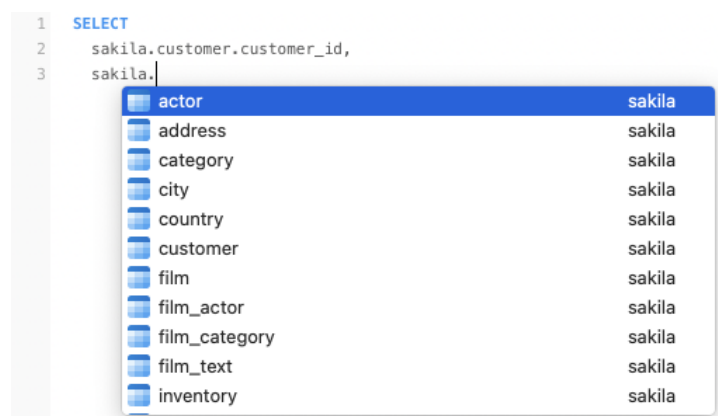 1 SELECT
2 sakila.customer.customer_id,
3 sakila.
actor sakila
address sakila
category sakila
city sakila
country sakila
customer sakila
film sakila
film_actor sakila
film_category sakila
film_text sakila
inventory sakila